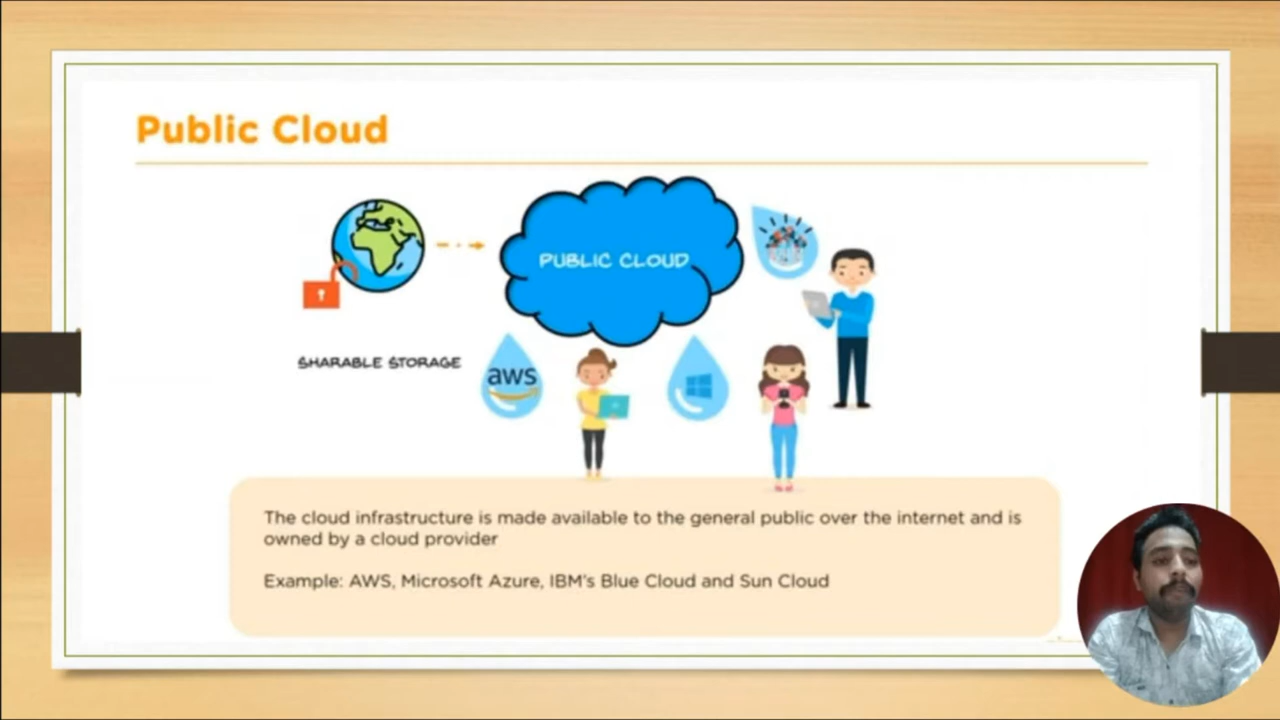 Public Cloud
PUBLIC CLOUD
SHARABLE STORAGE
aws
The cloud infrastructure is made available to the general public over the internet and is
owned by a cloud provider
Example: AWS, Microsoft Azure, IBM's Blue Cloud and Sun Cloud